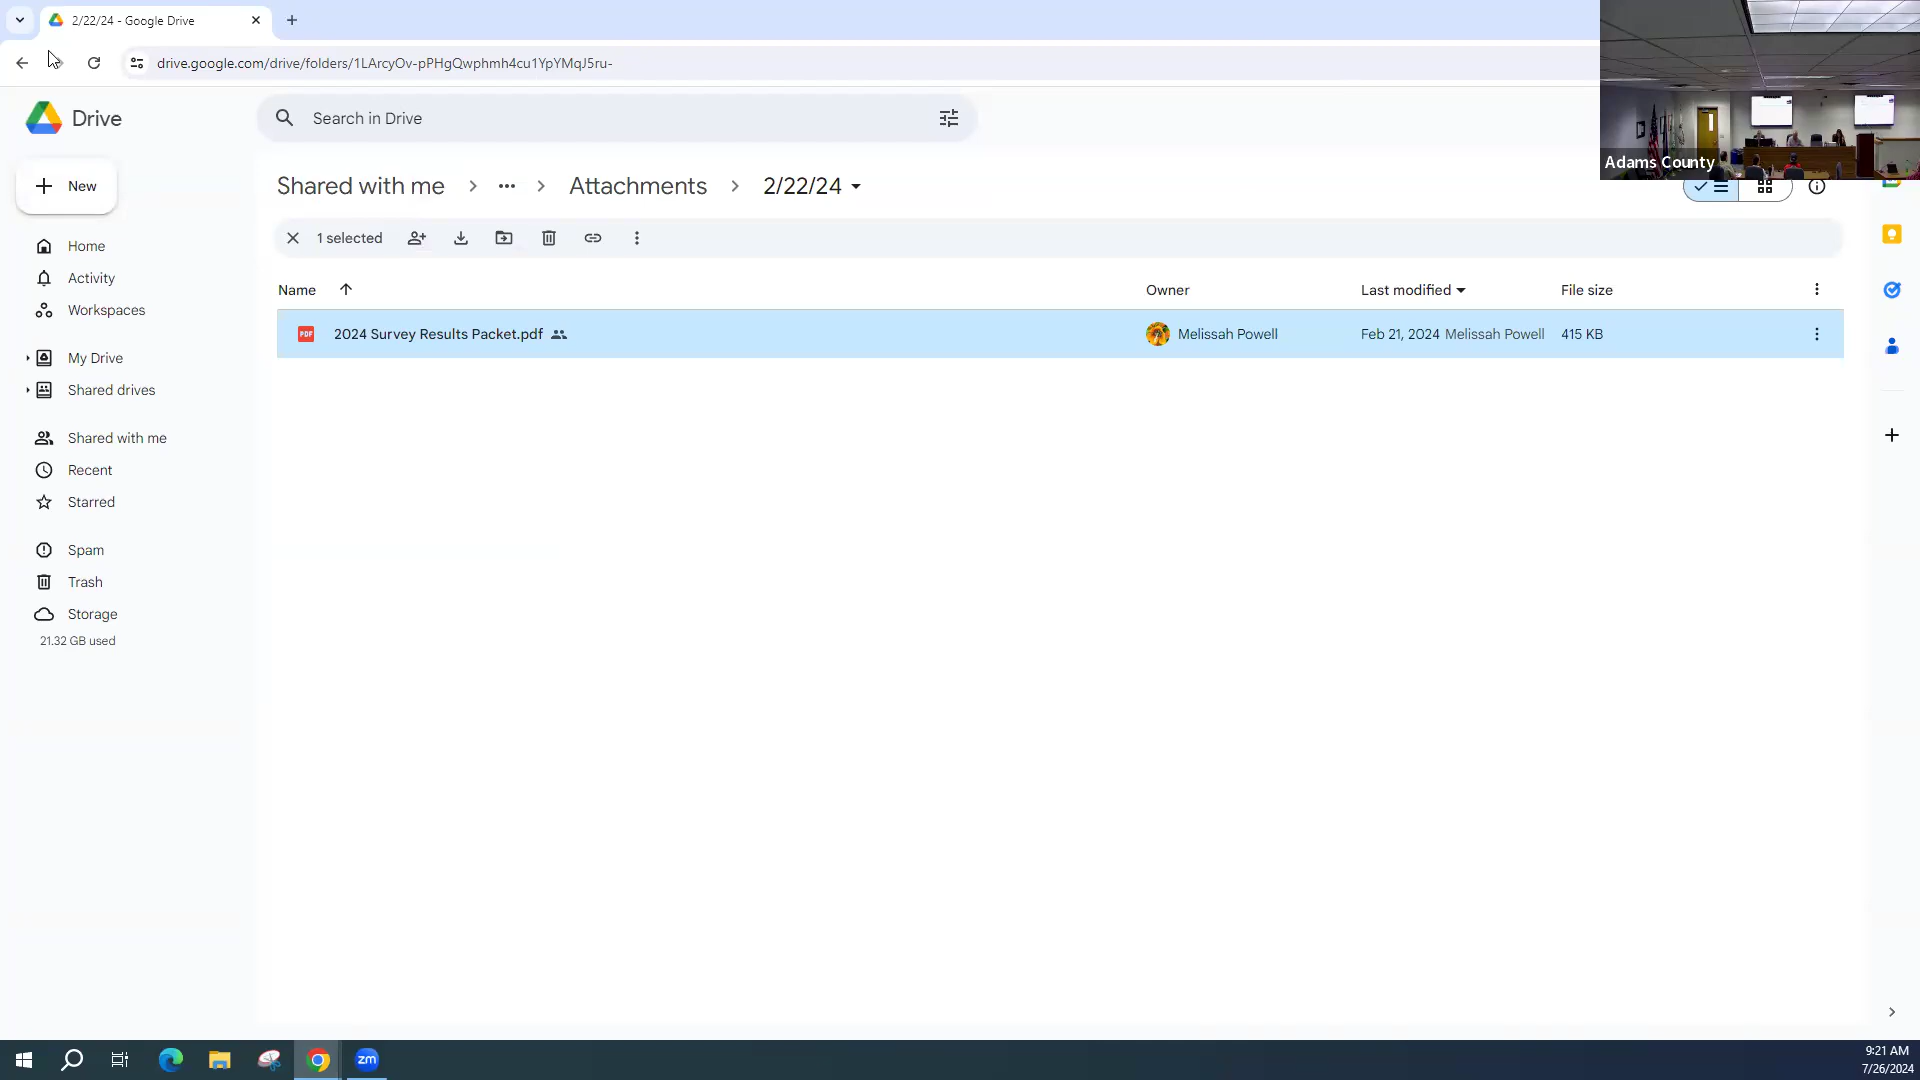 2/22/24 - Google Drive
drive.google.com/drive/folders/1LArcyOv-pPHgQwphmh4cu1YpYMqJ5ru-
Drive
Search in Drive
Adams County
New
Shared with me > ... > Attachments > 2/22/24
1 selected
Home
Activity
Workspaces
Name Owner Last modified File size
PDF 2024 Survey Results Packet.pdf Melissah Powell Feb 21, 2024 Melissah Powell 415 KB
My Drive
Shared drives
Shared with me
Recent
Starred
Spam
Trash
Storage
21.32 GB used
zm
9:21 AM
7/26/2024